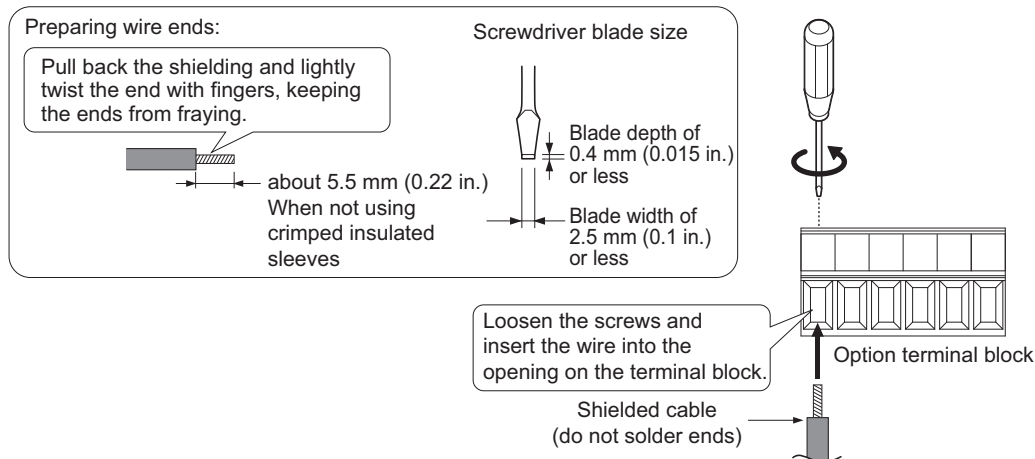 Preparing wire ends:
Pull back the shielding and lightly
twist the end with fingers, keeping
the ends from fraying.
about 5.5 mm (0.22 in.)
When not using
crimped insulated
sleeves
Screwdriver blade size
Blade depth of
0.4 mm (0.015 in.)
or less
Blade width of
2.5 mm (0.1 in.)
or less
Loosen the screws and
insert the wire into the
opening on the terminal block.
Option terminal block
Shielded cable
(do not solder ends)